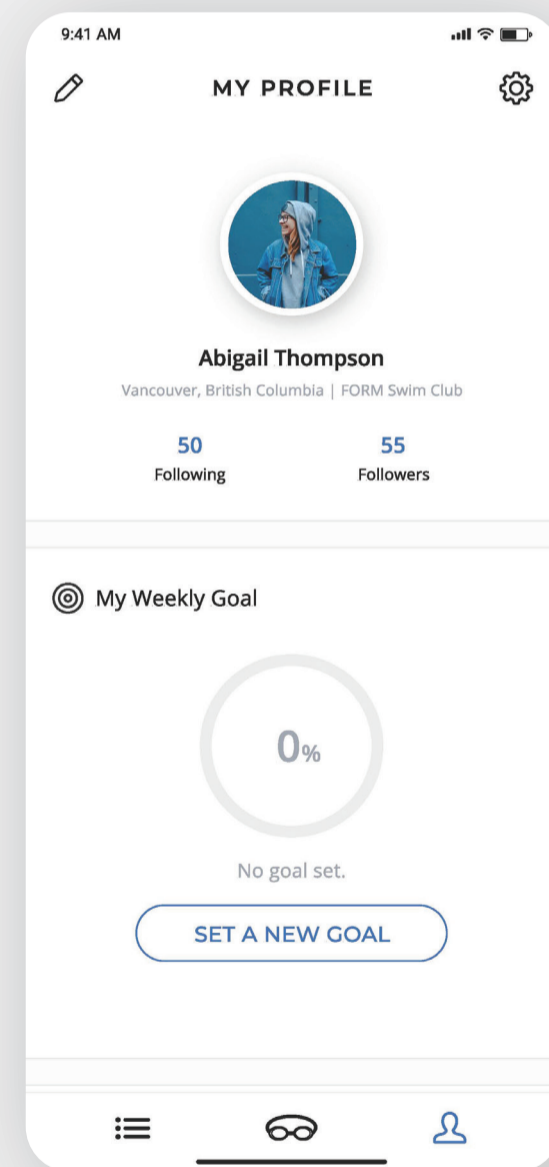 9:41 AM
MY PROFILE
Abigail Thompson
Vancouver, British Columbia | FORM Swim Club
50 55
Following Followers
My Weekly Goal
0%
No goal set.
SET A NEW GOAL